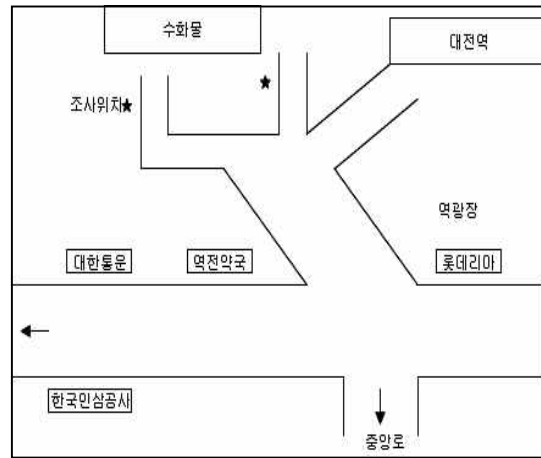 수화물
대전역
조사위치★
★
역광장
대한통운
역전약국
롯데리아
한국인삼공사
중앙로